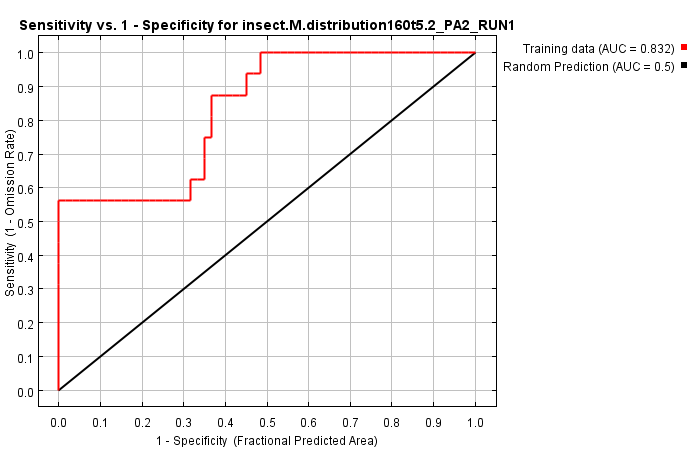 Sensitivity vs. 1 - Specificity for insect.M.distribution160t5.2_PA2_RUN1
Training data (AUC = 0.832)
Random Prediction (AUC = 0.5)
1.0
0.9
0.8
0.7
0.6
0.5
0.4
0.3
0.2
0.1
0.0
Sensitivity (1 - Omission Rate)
0.0 0.1 0.2 0.3 0.4 0.5 0.6 0.7 0.8 0.9 1.0
1 - Specificity (Fractional Predicted Area)